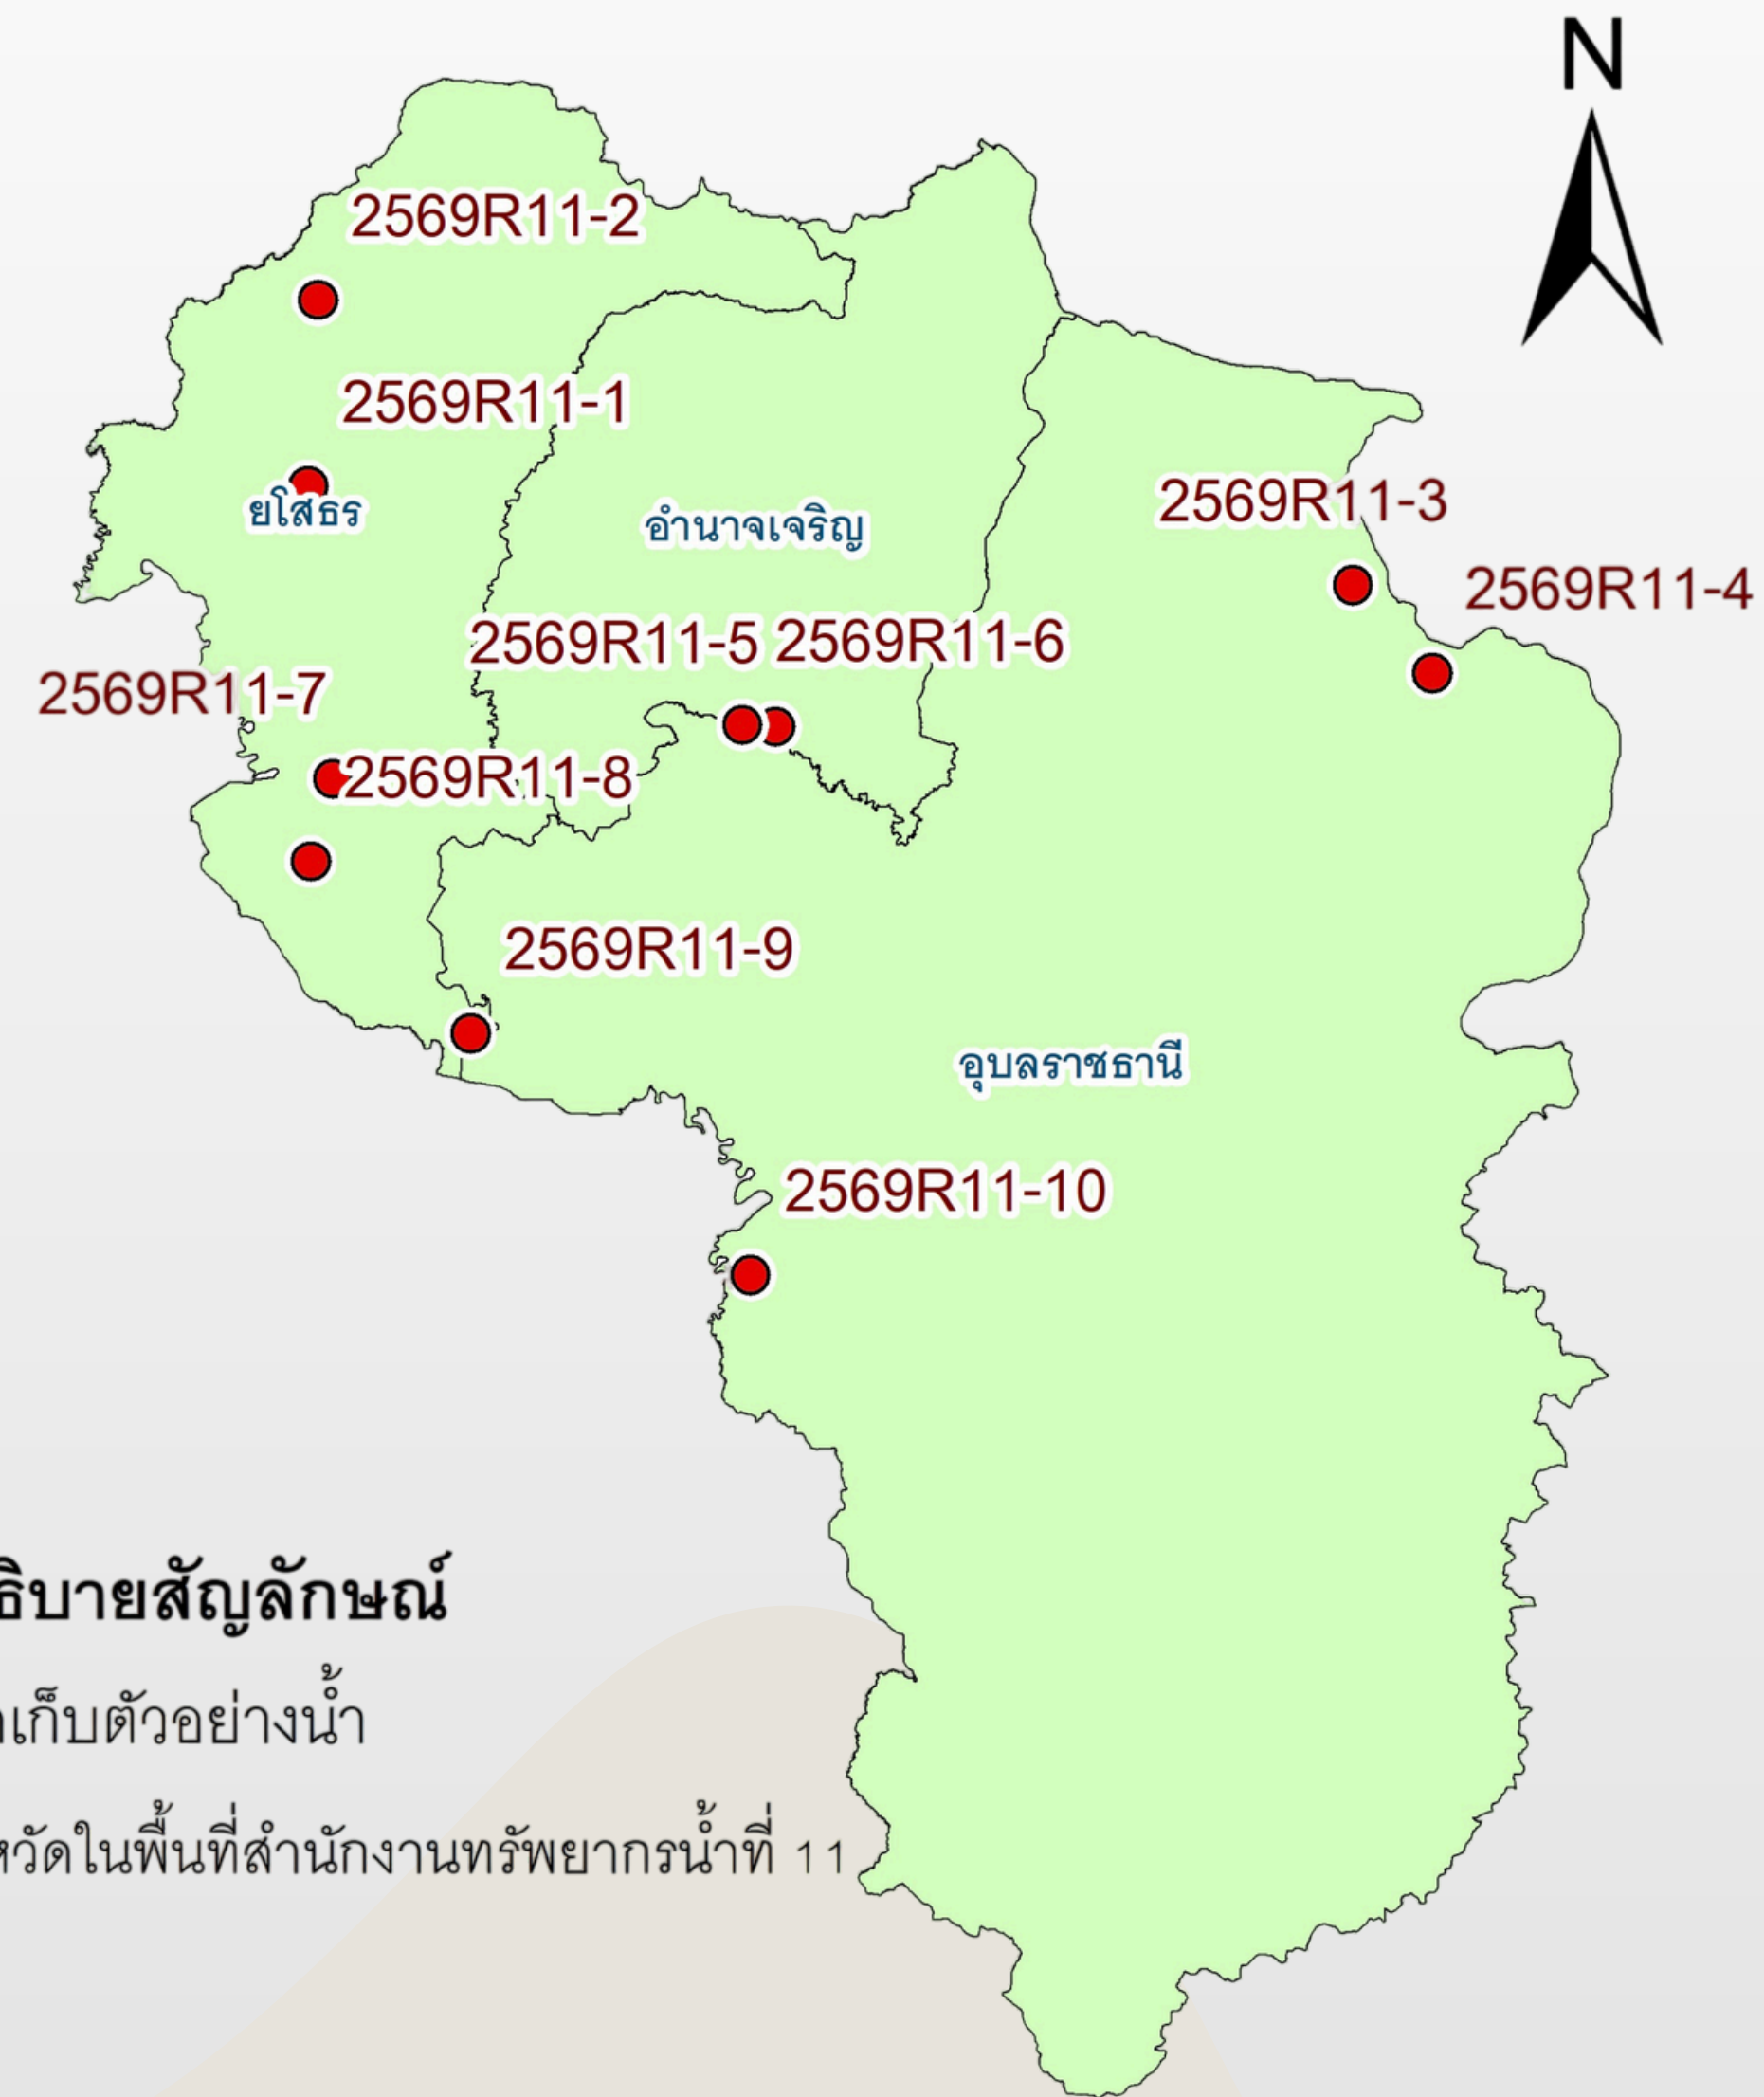 N
2569R11-2
2569R11-1
ยโสธร
อำนาจเจริญ
2569R11-3
2569R11-4
2569R11-5 2569R11-6
2569R11-7
2569R11-8
2569R11-9
อุบลราชธานี
2569R11-10
ธิบายสัญลักษณ์
เก็บตัวอย่างน้ำ
หวัดในพื้นที่สำนักงานทรัพยากรน้ำที่ 11